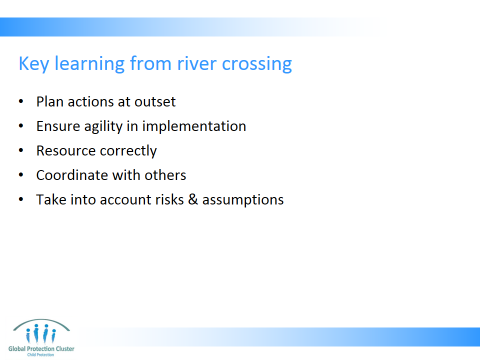 Key learning from river crossing
• Plan actions at outset
• Ensure agility in implementation
• Resource correctly
• Coordinate with others
• Take into account risks & assumptions
Global Protection Cluster
Child Protection